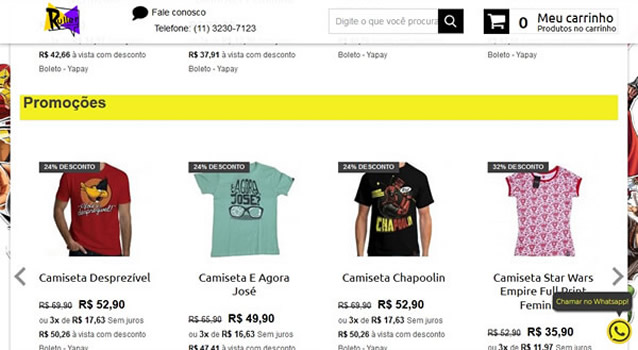 Ruller
Fale conosco
Telefone: (11) 3230-7123
Digite o que você procura
0
Meu carrinho
Produtos no carrinho
R$ 42,66 à vista com desconto
Boleto - Yapay
R$ 37,91 à vista com desconto
Boleto - Yapay
Boleto - Yapay
Boleto - Yapay
Promoções
24% DESCONTO
24% DESCONTO
24% DESCONTO
32% DESCONTO
desprezível!
E AGORA
JOSÉ?
CHAPOOLIN
Camiseta Desprezível
R$ 69,90 R$ 52,90
ou 3x de R$ 17,63 Sem juros
R$ 50,26 à vista com desconto
Boleto - Yapay
Camiseta E Agora
José
R$ 65,90 R$ 49,90
ou 3x de R$ 16,63 Sem juros
R$ 47,41 à vista com desconto
Camiseta Chapoolin
R$ 69,90 R$ 52,90
ou 3x de R$ 17,63 Sem juros
R$ 50,26 à vista com desconto
Boleto - Yapay
Camiseta Star Wars
Empire Full Print
Femin
R$ 52,90 R$ 35,90
ou 3x de R$ 11,97 Sem juros
Chamar no Whatsapp!